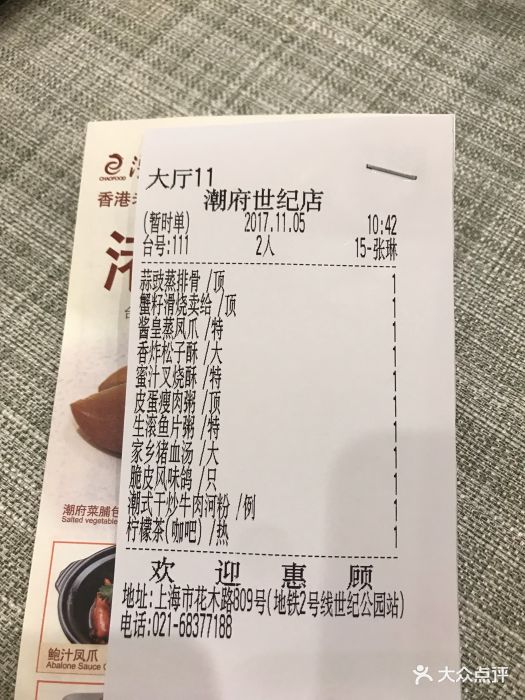 CHAOFOOD
香港
大厅11
潮府世纪店
(暂时单) 2017.11.05 10:42
台号:111 2人 15-张琳
蒜豉蒸排骨 /顶 1
蟹籽滑烧卖给 /顶 1
酱皇蒸凤爪 /特 1
香炸松子酥 /大 1
蜜汁叉烧酥 /特 1
皮蛋瘦肉粥 /顶 1
生滚鱼片粥 /特 1
家乡猪血汤 /大 1
脆皮风味鸽 /只 1
潮式干炒牛肉河粉 /例 1
柠檬茶(咖吧) /热 1
欢迎惠顾
地址:上海市花木路809号(地铁2号线世纪公园站)
电话:021-68377188
潮府菜脯
Salted vegetable
鲍汁凤爪
Abalone Sauce
大众点评